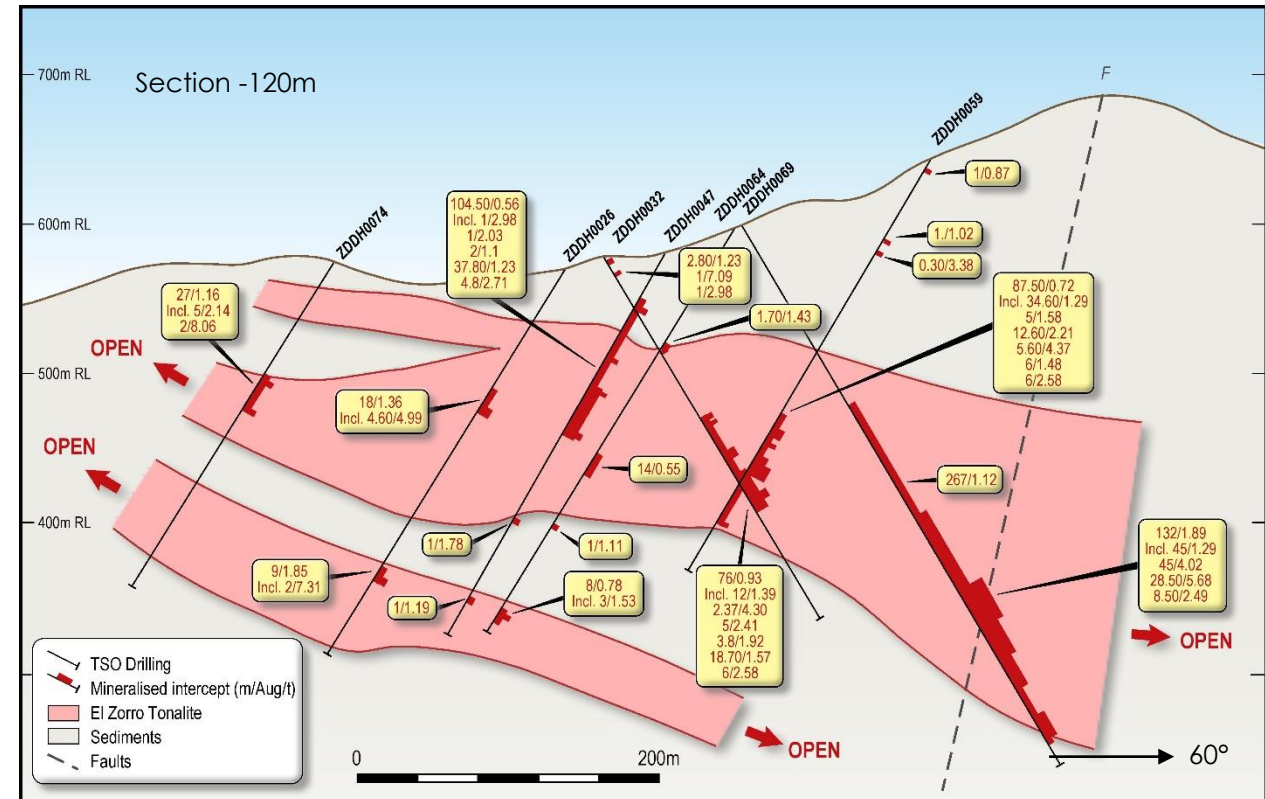 700m RL
Section -120m
F
ZDDH0059
1/0.87
600m RL
ZDDH0074
104.50/0.56
Incl. 1/2.98
1/2.03
2/1.1
37.80/1.23
4.8/2.71
ZDDH0026
ZDDH0032
ZDDH0047
ZDDH0064
ZDDH0069
1./1.02
0.30/3.38
2.80/1.23
1/7.09
1/2.98
27/1.16
Incl. 5/2.14
2/8.06
1.70/1.43
87.50/0.72
Incl. 34.60/1.29
5/1.58
12.60/2.21
5.60/4.37
6/1.48
6/2.58
OPEN
500m RL
18/1.36
Incl. 4.60/4.99
OPEN
14/0.55
267/1.12
400m RL
1/1.78
1/1.11
132/1.89
Incl. 45/1.29
45/4.02
28.50/5.68
8.50/2.49
9/1.85
Incl. 2/7.31
1/1.19
8/0.78
Incl. 3/1.53
76/0.93
Incl. 12/1.39
2.37/4.30
5/2.41
3.8/1.92
18.70/1.57
6/2.58
OPEN
TSO Drilling
Mineralised intercept (m/Aug/t)
El Zorro Tonalite
Sediments
Faults
0
200m
OPEN
60°